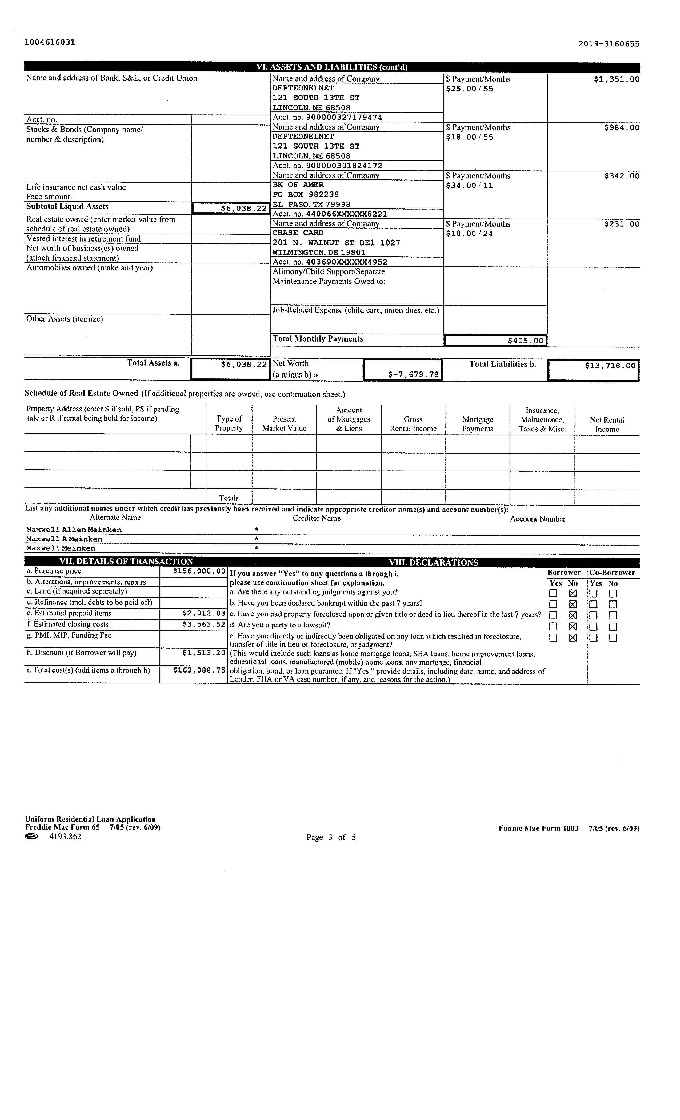 1004616031
2019-3160655
VI. ASSETS AND LIABILITIES (cont'd)
Name and address of Bank, S&L, or Credit Union
Name and address of Company
$ Payment/Months
$1,351.00
DEPTEDNELNET
$25.00/55
121 SOUTH 13TH ST
LINCOLN, NE 68508
Acct. no.
Acct. no. 900000327179474
Stocks & Bonds (Company name/
number & description)
Name and address of Company
$ Payment/Months
$984.00
DEPTEDNELNET
$18.00/55
121 SOUTH 13TH ST
LINCOLN, NE 68508
Acct. no. 900000331824172
Name and address of Company
$ Payment/Months
$342.00
BK OF AMER
$34.00/11
PO BOX 982238
EL PASO, TX 79998
Acct. no. 440066XXXXXX6221
Life insurance net cash value
Face amount
Subtotal Liquid Assets
$6,038.22
Real estate owned (enter market value from
schedule of real estate owned)
Name and address of Company
$ Payment/Months
$231.00
CHASE CARD
$10.00/24
201 N. WALNUT ST DE1 1027
WILMINGTON, DE 19801
Acct. no. 403690XXXXXX4952
Vested interest in retirement fund
Net worth of business(es) owned
(attach financial statement)
Automobiles owned (make and year)
Alimony/Child Support/Separate
Maintenance Payments Owed to:
Job-Related Expense (child care, union dues, etc.)
Other Assets (itemize)
Total Monthly Payments
$415.00
Total Assets a.
$6,038.22
Net Worth
(a minus b)
$-7,679.78
Total Liabilities b.
$13,718.00
Schedule of Real Estate Owned (If additional properties are owned, use continuation sheet.)
Property Address (enter S if sold, PS if pending
sale or R if rental being held for income)
Type of
Property
Present
Market Value
Amount
of Mortgages
& Liens
Gross
Rental Income
Mortgage
Payments
Insurance,
Maintenance,
Taxes & Misc.
Net Rental
Income
Totals
List any additional names under which credit has previously been received and indicate appropriate creditor name(s) and account number(s):
Alternate Name
Creditor Name
Account Number
Maxwell Allen Meinken *
Maxwell A Meinken *
Maxwell Meinken *
VII. DETAILS OF TRANSACTION
VIII. DECLARATIONS
a. Purchase price $156,000.00
b. Alterations, improvements, repairs
c. Land (if acquired separately)
d. Refinance (incl. debts to be paid off)
e. Estimated prepaid items $2,012.03
f. Estimated closing costs $3,563.52
g. PMI, MIP, Funding Fee
h. Discount (if Borrower will pay) $1,513.20
i. Total cost(s) (add items a through h) $163,088.75
If you answer "Yes" to any questions a through i,
please use continuation sheet for explanation.
Borrower Co-Borrower
Yes No Yes No
a. Are there any outstanding judgments against you?
b. Have you been declared bankrupt within the past 7 years?
c. Have you had property foreclosed upon or given title or deed in lieu thereof in the last 7 years?
d. Are you a party to a lawsuit?
e. Have you directly or indirectly been obligated on any loan which resulted in foreclosure,
transfer of title in lieu of foreclosure, or judgment?
(This would include such loans as home mortgage loans, SBA loans, home improvement loans,
educational loans, manufactured (mobile) home loans, any mortgage, financial
obligation, bond, or loan guarantee. If "Yes," provide details, including date, name, and address of
Lender, FHA or VA case number, if any, and reasons for the action.)
Uniform Residential Loan Application
Freddie Mac Form 65 7/05 (rev. 6/09)
4193.862
Page 3 of 5
Fannie Mae Form 1003 7/05 (rev. 6/09)